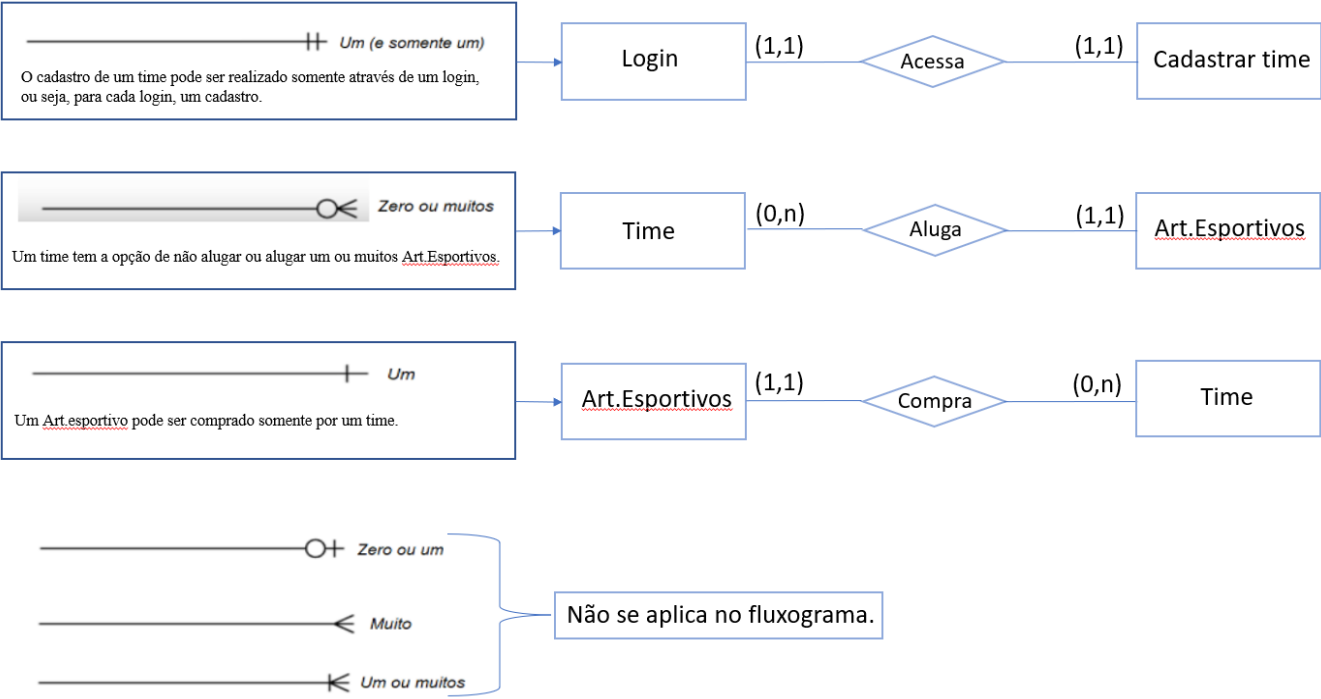 Um (e somente um)
O cadastro de um time pode ser realizado somente através de um login,
ou seja, para cada login, um cadastro.
Login
(1,1)
Acessa
(1,1)
Cadastrar time
Zero ou muitos
Um time tem a opção de não alugar ou alugar um ou muitos Art.Esportivos.
Time
(0,n)
Aluga
(1,1)
Art.Esportivos
Um
Um Art.esportivo pode ser comprado somente por um time.
Art.Esportivos
(1,1)
Compra
(0,n)
Time
Zero ou um
Muito
Um ou muitos
Não se aplica no fluxograma.